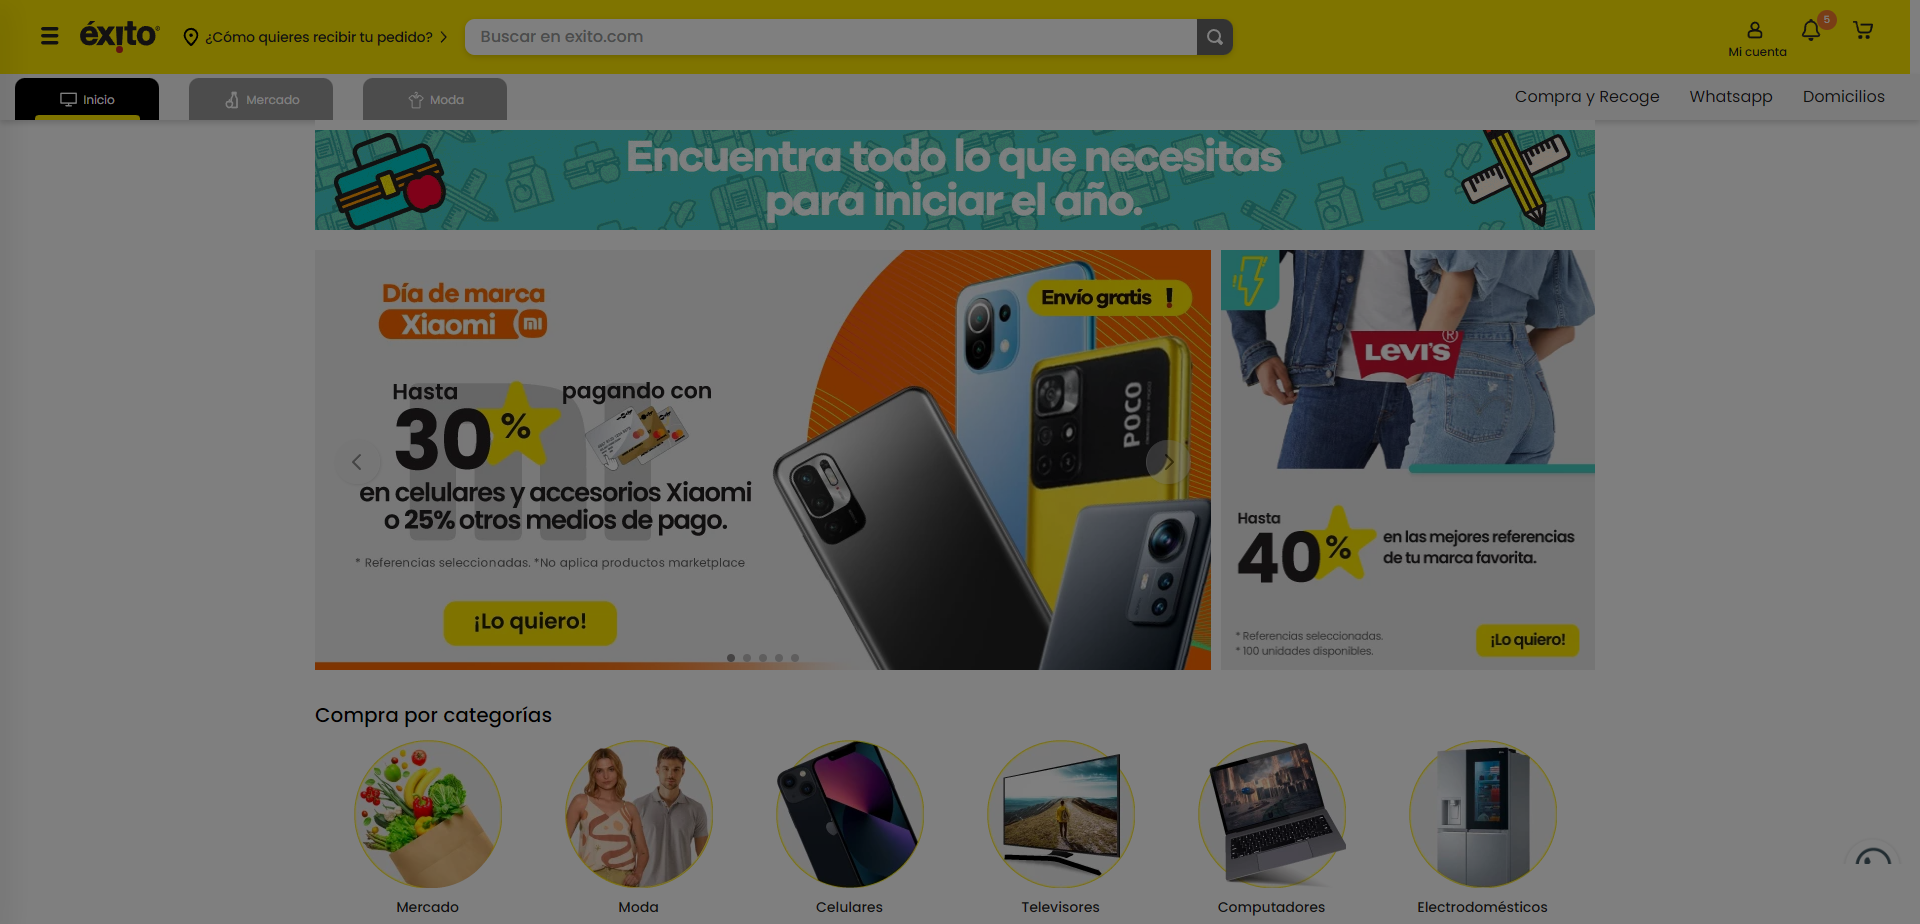 éxito
¿Cómo quieres recibir tu pedido?
Buscar en exito.com
Mi cuenta
5
Inicio
Mercado
Moda
Compra y Recoge
Whatsapp
Domicilios
Encuentra todo lo que necesitas
para iniciar el año.
Día de marca
Xiaomi
mi
Envío gratis !
Hasta
30%
pagando con
en celulares y accesorios Xiaomi
o 25% otros medios de pago.
* Referencias seleccionadas. *No aplica productos marketplace
¡Lo quiero!
POCO
LEVI'S®
Hasta
40%
en las mejores referencias
de tu marca favorita.
* Referencias seleccionadas.
* 100 unidades disponibles.
¡Lo quiero!
Compra por categorías
Mercado
Moda
Celulares
Televisores
Computadores
Electrodomésticos